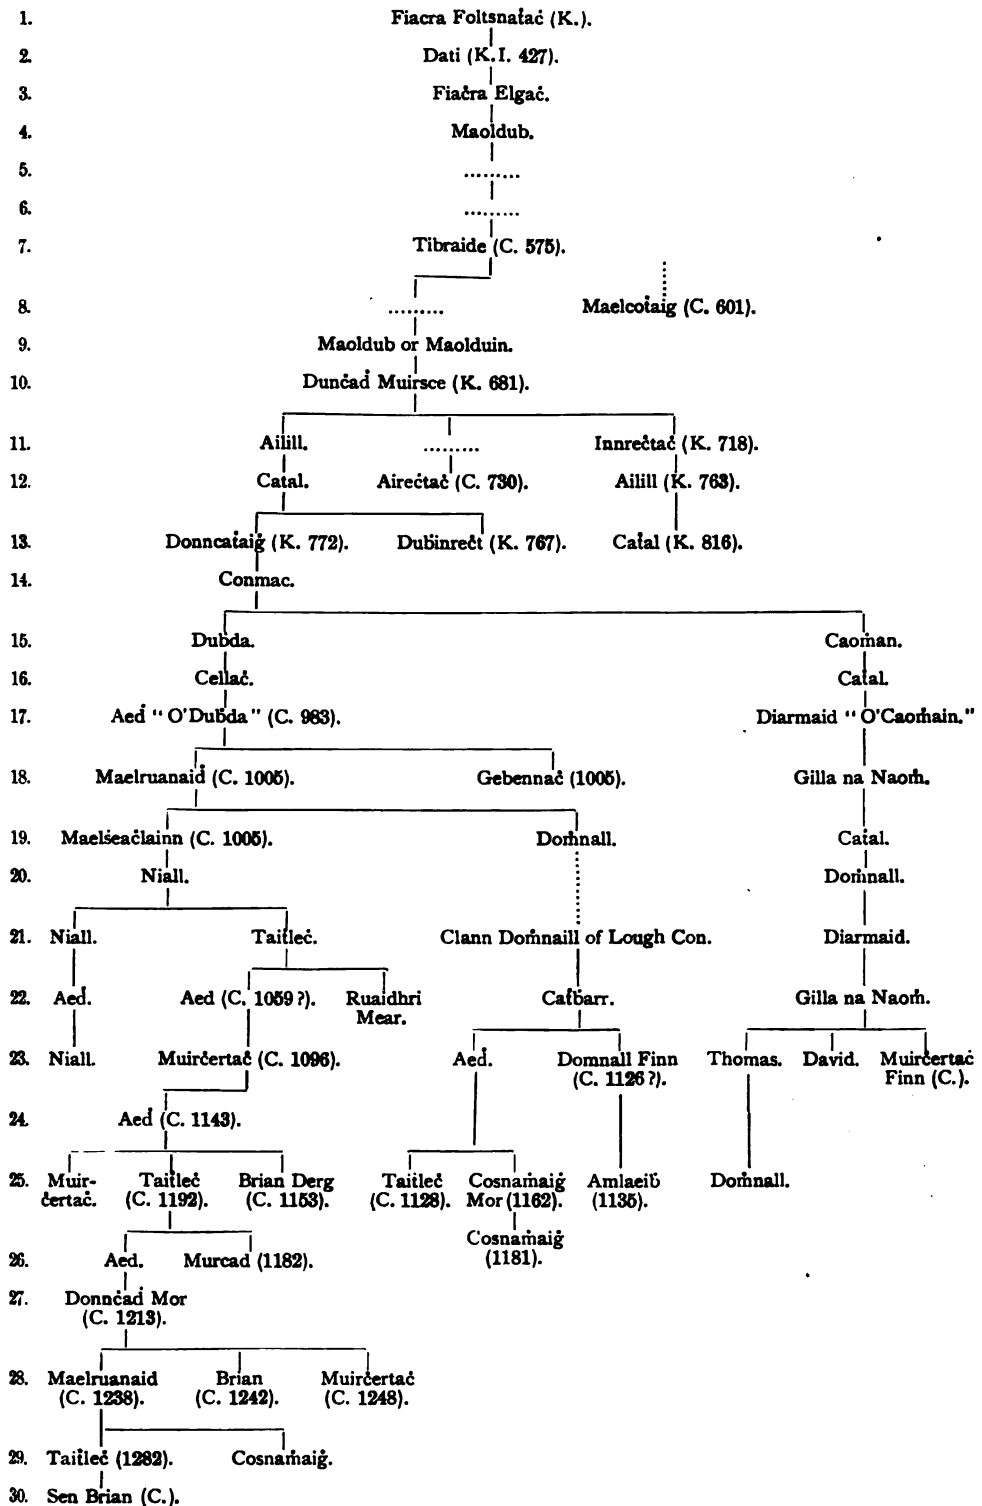 1. Fiacra Foltsnaṫaċ (K.).
2. Dati (K.I. 427).
3. Fiaċra Elgaċ.
4. Maoldub.
5. .........
6. .........
7. Tibraide (C. 575).
8. ......... Maelcoṫaig (C. 601).
9. Maoldub or Maolduin.
10. Dunċaḋ Muirsce (K. 681).
11. Ailill. ......... Innreċtaċ (K. 718).
12. Catal. Aireċtaċ (C. 730). Ailill (K. 763).
13. Donncaṫaiġ (K. 772). Duḃinreċt (K. 767). Caṫal (K. 816).
14. Conmac.
15. Duḃda. Caoṁan.
16. Cellaċ. Caṫal.
17. Aeḋ "O'Duḃda" (C. 983). Diarmaid "O'Caoṁain."
18. Maelruanaiḋ (C. 1005). Gebennaċ (1005). Gilla na Naoṁ.
19. Maelṡeaċlainn (C. 1005). Doṁnall. Caṫal.
20. Niall. Doṁnall.
21. Niall. Taiṫleċ. Clann Doṁnaill of Lough Con. Diarmaid.
22. Aeḋ. Aed (C. 1059?). Ruaidhri Caṫbarr. Gilla na Naoṁ.
Mear.
23. Niall. Muirċertaċ (C. 1096). Aeḋ. Domnall Finn Thomas. David. Muirċertaċ
(C. 1126?). Finn (C.).
24. Aeḋ (C. 1143).
25. Muir- Taiṫleċ Brian Derg Taiṫleċ Cosnaṁaiġ Amlaeiḃ Doṁnall.
ċertaċ. (C. 1192). (C. 1153). (C. 1128). Mor (1162). (1135).
Cosnaṁaiġ
26. Aed. Murcad (1182). (1181).
27. Donnċaḋ Mor
(C. 1213).
28. Maelruanaid Brian Muirċertaċ
(C. 1238). (C. 1242). (C. 1248).
29. Taiṫleċ (1282). Cosnaṁaiġ.
30. Sen Brian (C.).